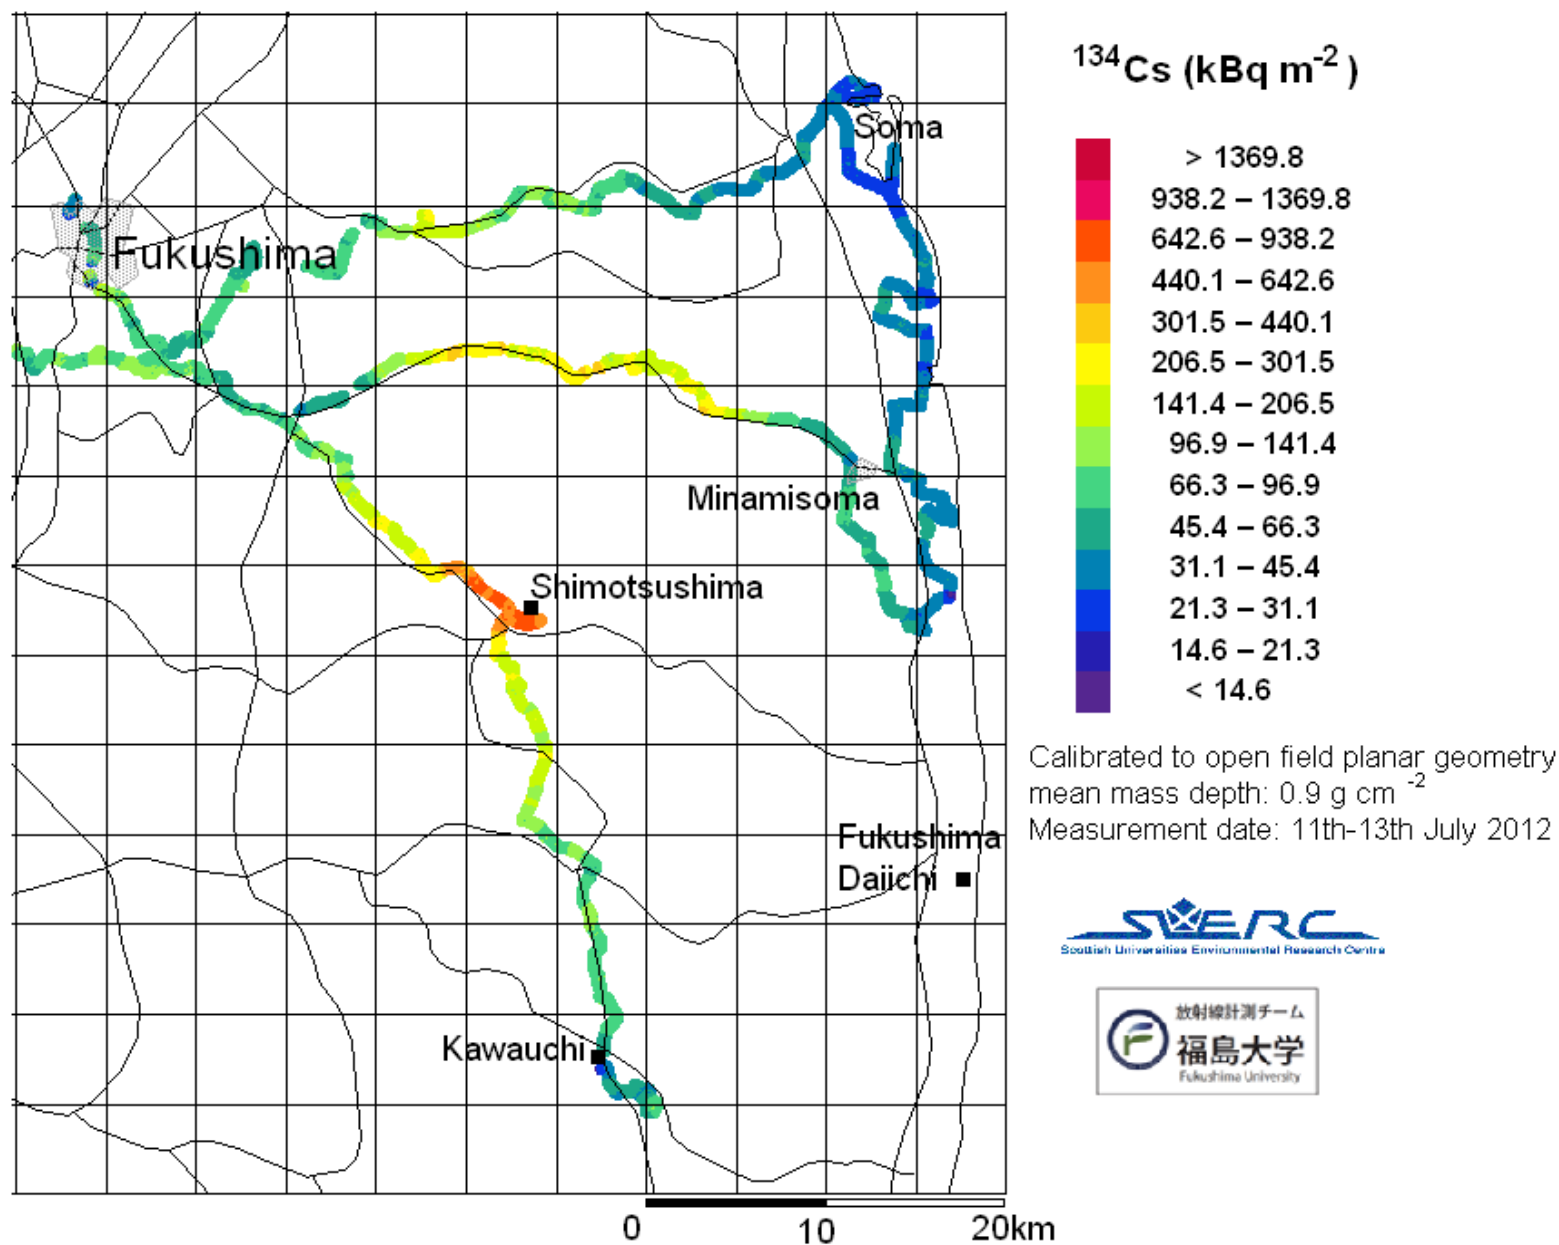 ¹³⁴Cs (kBq m⁻²)
> 1369.8
938.2 – 1369.8
642.6 – 938.2
440.1 – 642.6
301.5 – 440.1
206.5 – 301.5
141.4 – 206.5
96.9 – 141.4
66.3 – 96.9
45.4 – 66.3
31.1 – 45.4
21.3 – 31.1
14.6 – 21.3
< 14.6
Soma
Fukushima
Minamisoma
Shimotsushima
Fukushima
Daiichi
Kawauchi
0 10 20km
Calibrated to open field planar geometry
mean mass depth: 0.9 g cm⁻²
Measurement date: 11th-13th July 2012
SUERC
Scottish Universities Environmental Research Centre
放射線計測チーム
福島大学
Fukushima University